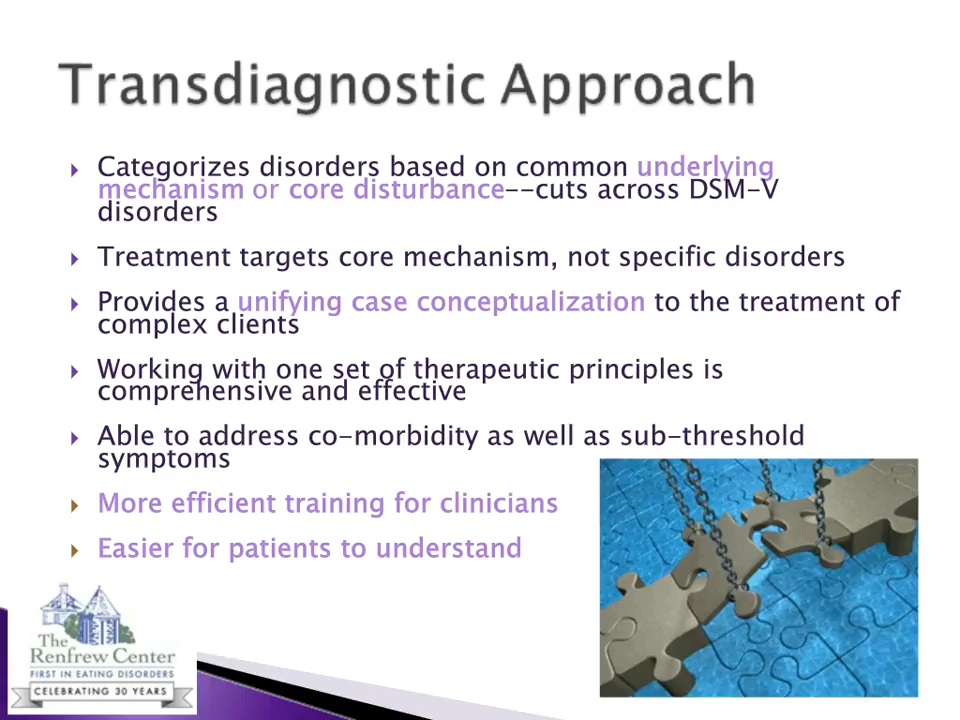 Transdiagnostic Approach
Categorizes disorders based on common underlying
mechanism or core disturbance--cuts across DSM-V
disorders
Treatment targets core mechanism, not specific disorders
Provides a unifying case conceptualization to the treatment of
complex clients
Working with one set of therapeutic principles is
comprehensive and effective
Able to address co-morbidity as well as sub-threshold
symptoms
More efficient training for clinicians
Easier for patients to understand
The
Renfrew Center
FIRST IN EATING DISORDERS
CELEBRATING 30 YEARS